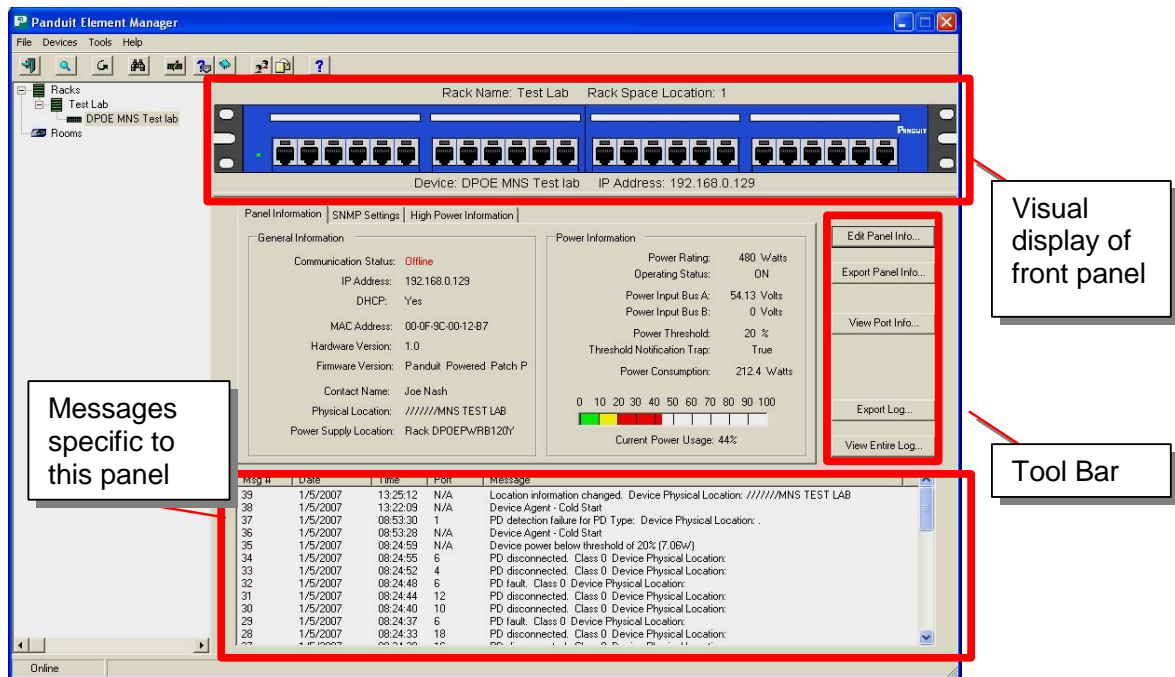 Panduit Element Manager
File Devices Tools Help
Racks
Test Lab
DPOE MNS Test lab
Rooms
Rack Name: Test Lab Rack Space Location: 1
PANDUIT
Device: DPOE MNS Test lab IP Address: 192.168.0.129
Visual
display of
front panel
Panel Information SNMP Settings High Power Information
General Information
Communication Status: Offline
IP Address: 192.168.0.129
DHCP: Yes
MAC Address: 00-0F-9C-00-12-B7
Hardware Version: 1.0
Firmware Version: Panduit Powered Patch P
Contact Name: Joe Nash
Physical Location: ///////MNS TEST LAB
Power Supply Location: Rack DPOEPWRB120Y
Power Information
Power Rating: 480 Watts
Operating Status: ON
Power Input Bus A: 54.13 Volts
Power Input Bus B: 0 Volts
Power Threshold: 20 %
Threshold Notification Trap: True
Power Consumption: 212.4 Watts
0 10 20 30 40 50 60 70 80 90 100
Current Power Usage: 44%
Edit Panel Info...
Export Panel Info...
View Port Info...
Export Log...
View Entire Log...
Tool Bar
Messages
specific to
this panel
Msg # Date Time Port Message
39 1/5/2007 13:25:12 N/A Location information changed. Device Physical Location: ///////MNS TEST LAB
38 1/5/2007 13:22:09 N/A Device Agent - Cold Start
37 1/5/2007 08:53:30 1 PD detection failure for PD Type: Device Physical Location: .
36 1/5/2007 08:53:28 N/A Device Agent - Cold Start
35 1/5/2007 08:24:59 N/A Device power below threshold of 20% (7.06W)
34 1/5/2007 08:24:55 6 PD disconnected. Class 0 Device Physical Location:
33 1/5/2007 08:24:52 4 PD disconnected. Class 0 Device Physical Location:
32 1/5/2007 08:24:48 6 PD fault. Class 0 Device Physical Location:
31 1/5/2007 08:24:44 12 PD disconnected. Class 0 Device Physical Location:
30 1/5/2007 08:24:40 10 PD disconnected. Class 0 Device Physical Location:
29 1/5/2007 08:24:37 6 PD fault. Class 0 Device Physical Location:
28 1/5/2007 08:24:33 18 PD disconnected. Class 0 Device Physical Location:
Online